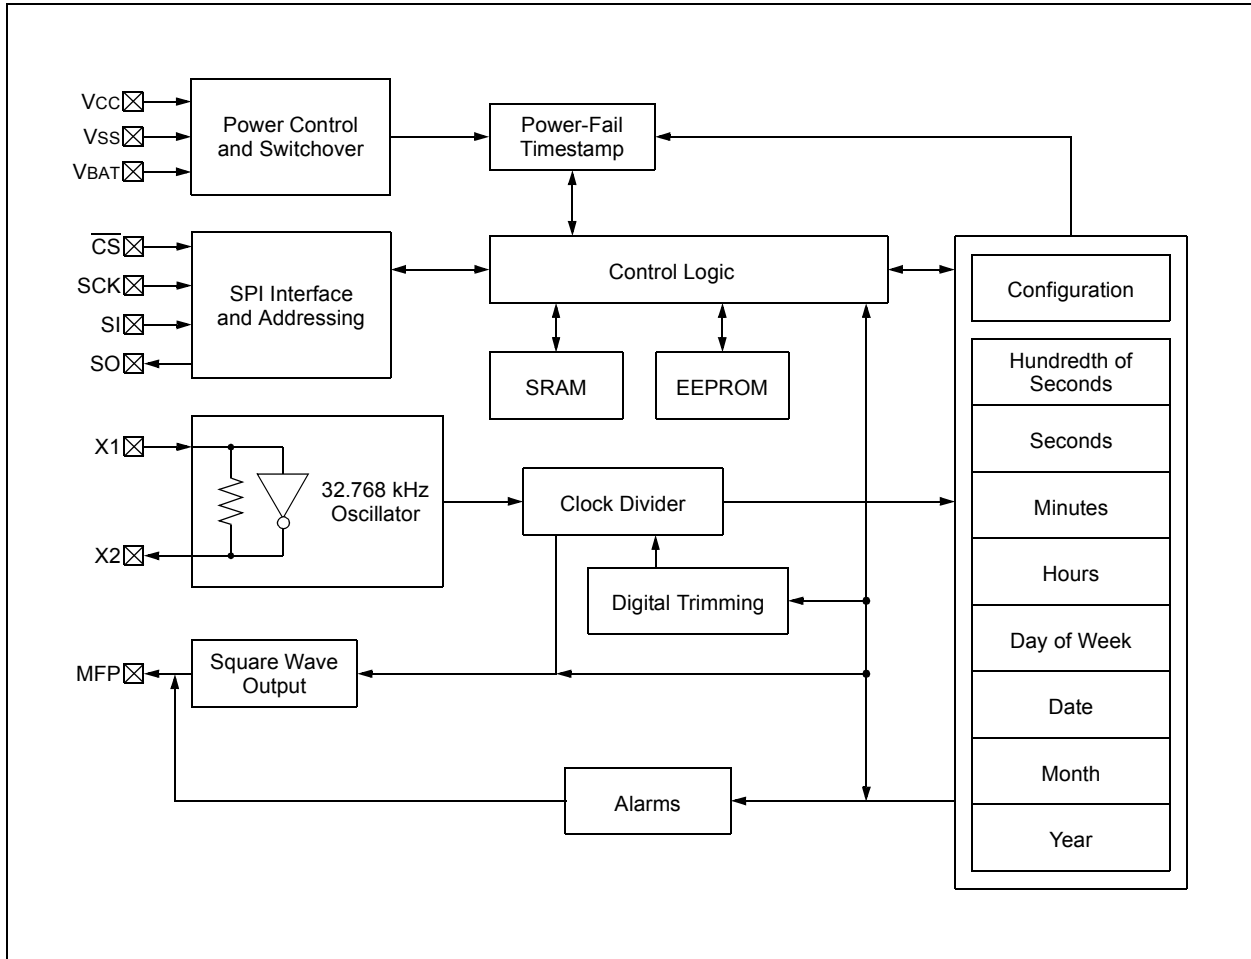 VCC
VSS
VBAT
Power Control
and Switchover
Power-Fail
Timestamp
CS
SCK
SI
SO
SPI Interface
and Addressing
Control Logic
SRAM
EEPROM
X1
X2
32.768 kHz
Oscillator
Clock Divider
Digital Trimming
MFP
Square Wave
Output
Alarms
Configuration
Hundredth of
Seconds
Seconds
Minutes
Hours
Day of Week
Date
Month
Year